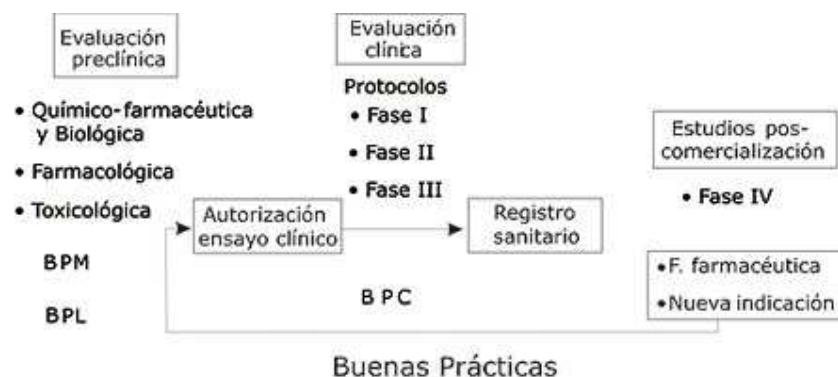 Evaluación
preclínica
• Químico-farmacéutica
y Biológica
• Farmacológica
• Toxicológica
BPM
BPL
Evaluación
clínica
Protocolos
• Fase I
• Fase II
• Fase III
Autorización
ensayo clínico
Registro
sanitario
BPC
Estudios pos-
comercialización
• Fase IV
•F. farmacéutica
•Nueva indicación
Buenas Prácticas